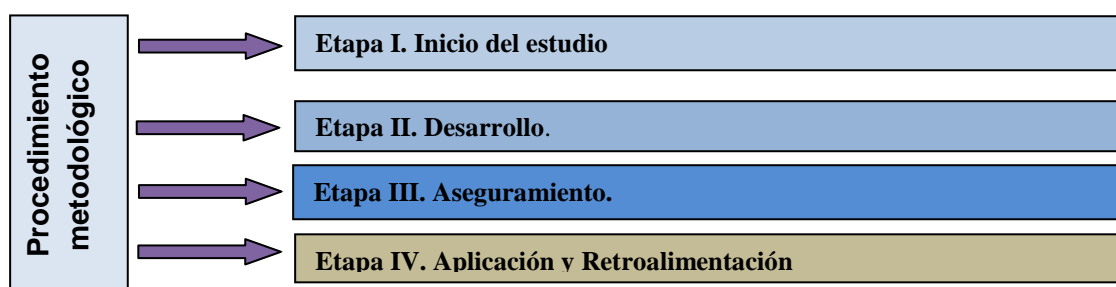 Procedimiento
metodológico
Etapa I. Inicio del estudio
Etapa II. Desarrollo.
Etapa III. Aseguramiento.
Etapa IV. Aplicación y Retroalimentación